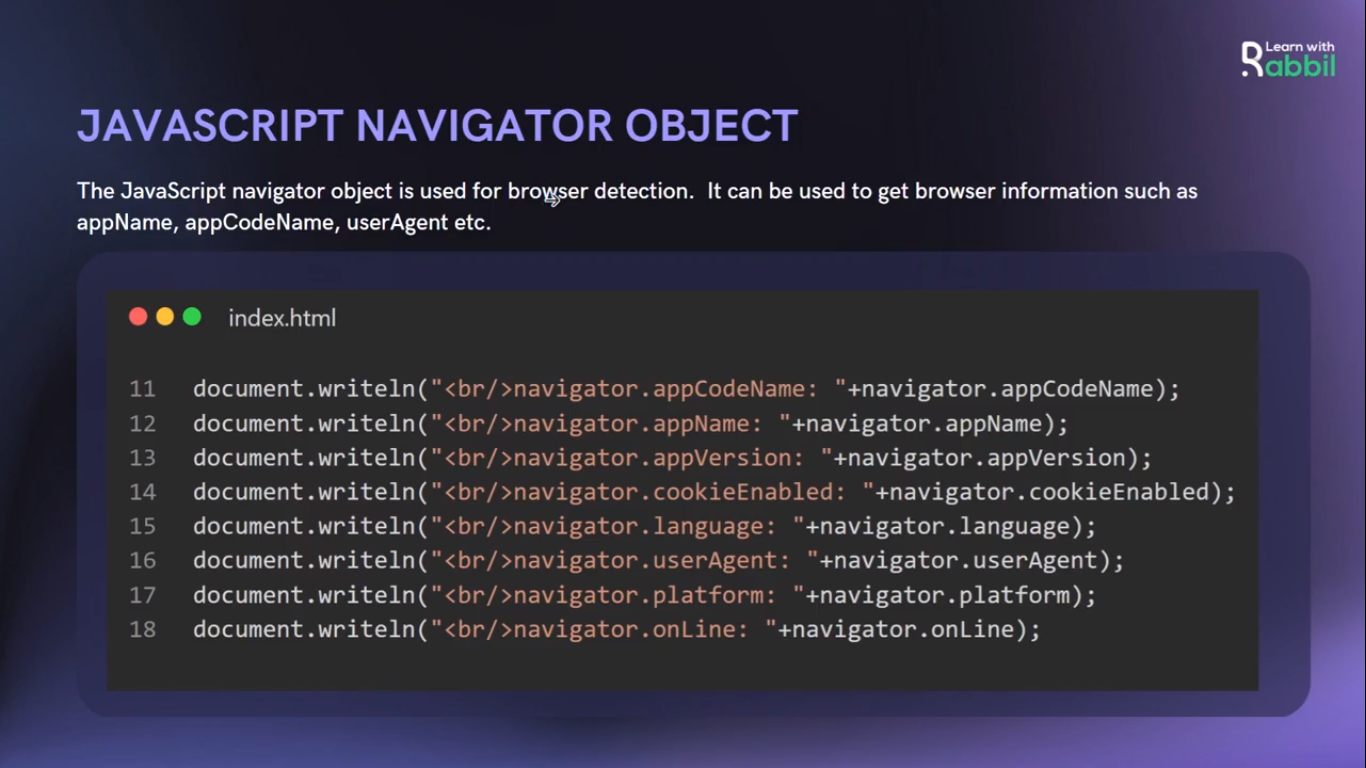 Learn with
Rabbil
JAVASCRIPT NAVIGATOR OBJECT
The JavaScript navigator object is used for browser detection.  It can be used to get browser information such as
appName, appCodeName, userAgent etc.
index.html
11 document.writeln("<br/>navigator.appCodeName: "+navigator.appCodeName);
12 document.writeln("<br/>navigator.appName: "+navigator.appName);
13 document.writeln("<br/>navigator.appVersion: "+navigator.appVersion);
14 document.writeln("<br/>navigator.cookieEnabled: "+navigator.cookieEnabled);
15 document.writeln("<br/>navigator.language: "+navigator.language);
16 document.writeln("<br/>navigator.userAgent: "+navigator.userAgent);
17 document.writeln("<br/>navigator.platform: "+navigator.platform);
18 document.writeln("<br/>navigator.onLine: "+navigator.onLine);